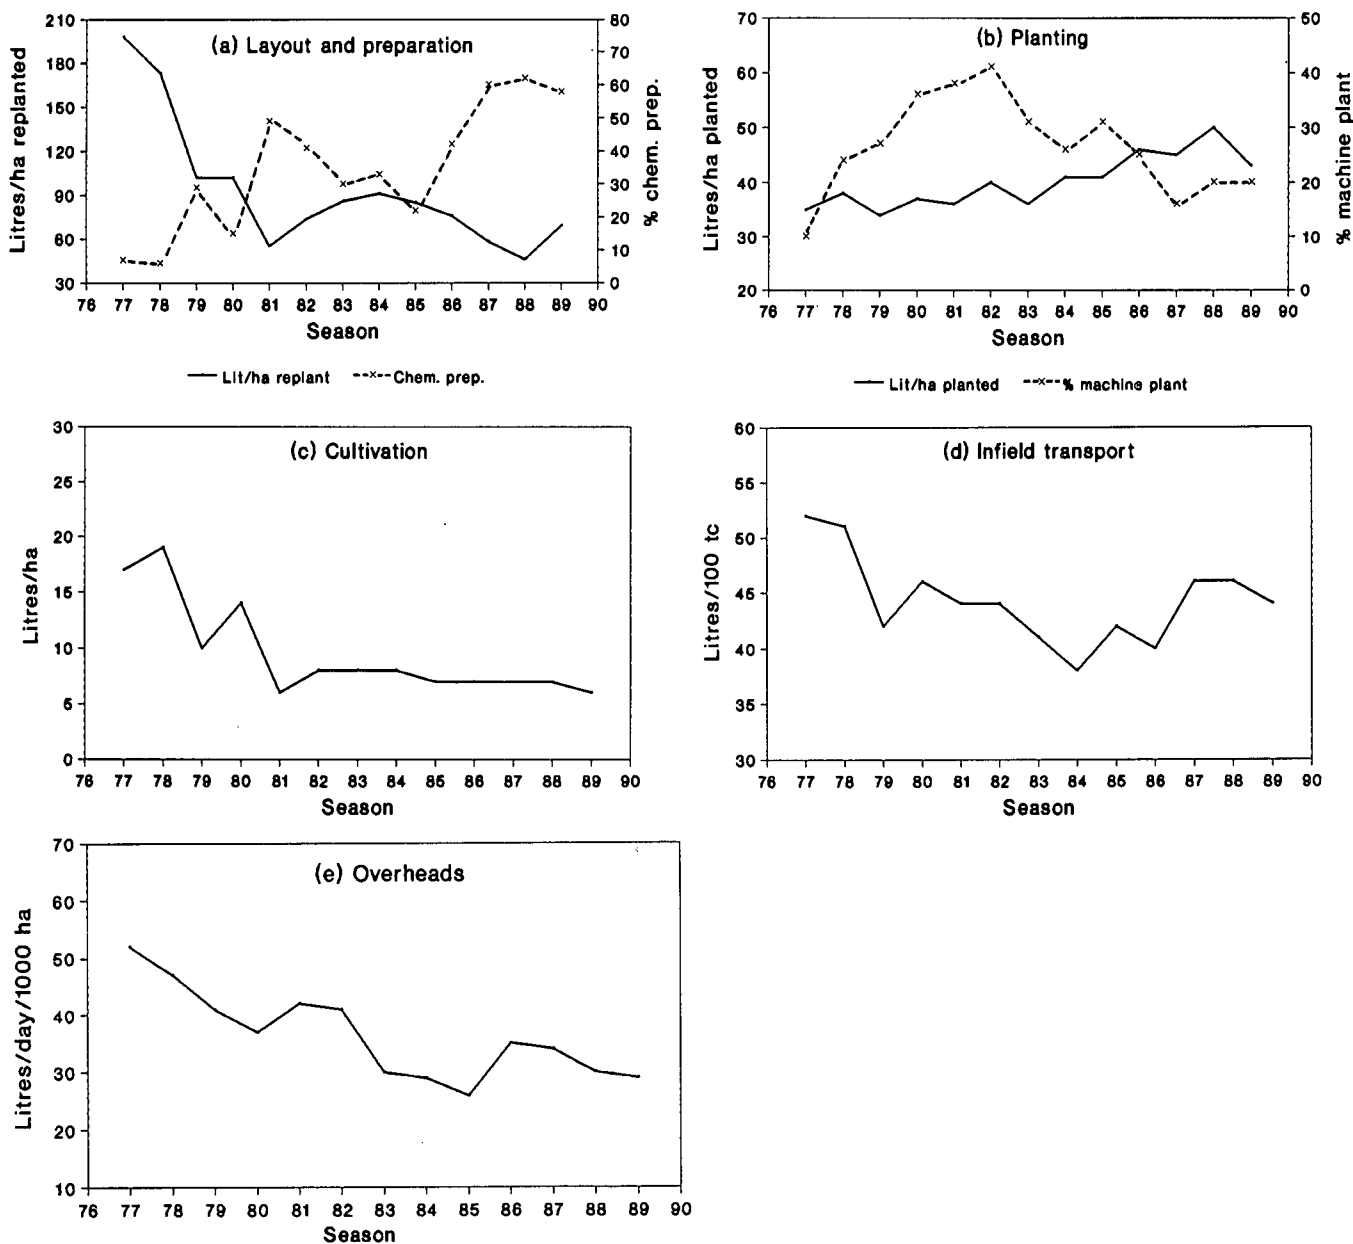 (a) Layout and preparation
Litres/ha replanted
210
180
150
120
90
60
30
80
70
60
50
40
30
20
10
0
% chem. prep.
76 77 78 79 80 81 82 83 84 85 86 87 88 89 90
Season
Lit/ha replant Chem. prep.
(b) Planting
Litres/ha planted
70
60
50
40
30
20
50
40
30
20
10
0
% machine plant
76 77 78 79 80 81 82 83 84 85 86 87 88 89 90
Season
Lit/ha planted % machine plant
(c) Cultivation
Litres/ha
30
25
20
15
10
5
0
76 77 78 79 80 81 82 83 84 85 86 87 88 89 90
Season
(d) Infield transport
Litres/100 tc
60
55
50
45
40
35
30
76 77 78 79 80 81 82 83 84 85 86 87 88 89 90
Season
(e) Overheads
Litres/day/1000 ha
70
60
50
40
30
20
10
76 77 78 79 80 81 82 83 84 85 86 87 88 89 90
Season